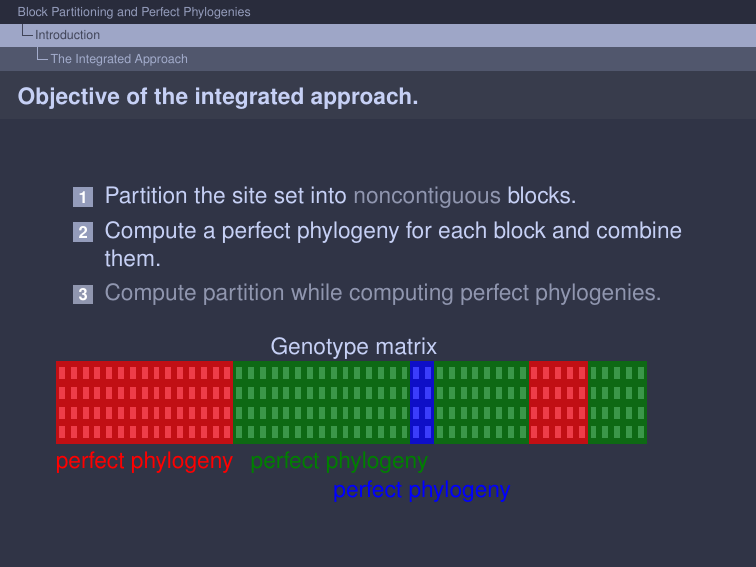 Block Partitioning and Perfect Phylogenies
Introduction
The Integrated Approach
Objective of the integrated approach.
1 Partition the site set into noncontiguous blocks.
2 Compute a perfect phylogeny for each block and combine
them.
3 Compute partition while computing perfect phylogenies.
Genotype matrix
perfect phylogeny perfect phylogeny
perfect phylogeny